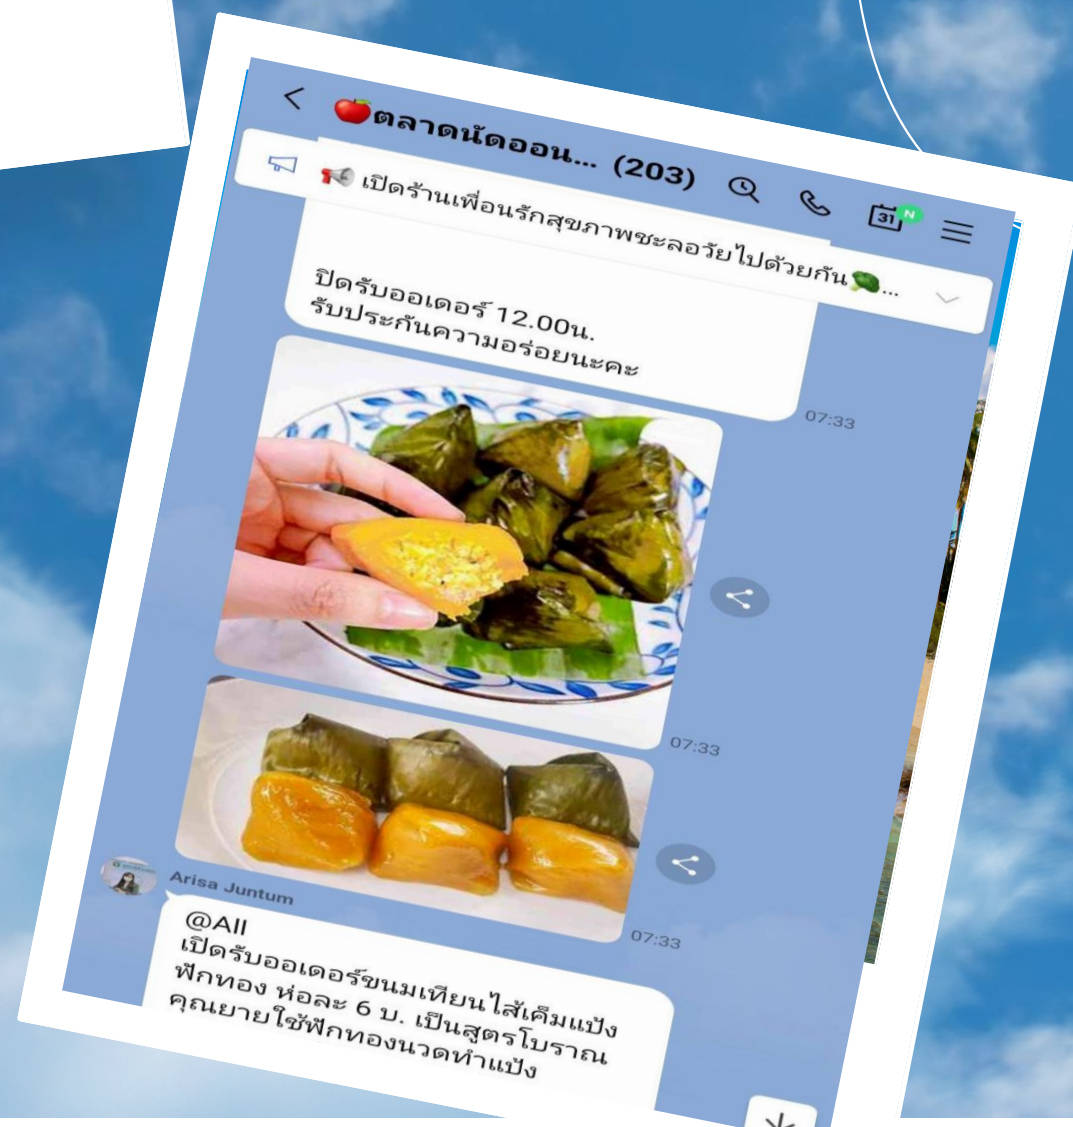 🍎ตลาดนัดออน... (203)
31 N
📢 เปิดร้านเพื่อนรักสุขภาพชะลอวัยไปด้วยกัน🥦...
ปิดรับออเดอร์ 12.00น.
รับประกันความอร่อยนะคะ
07:33
07:33
07:33
Arisa Juntum
@All
เปิดรับออเดอร์ขนมเทียนไส้เค็มแป้ง
ฟักทอง ห่อละ 6 บ. เป็นสูตรโบราณ
คุณยายใช้ฟักทองนวดทำแป้ง